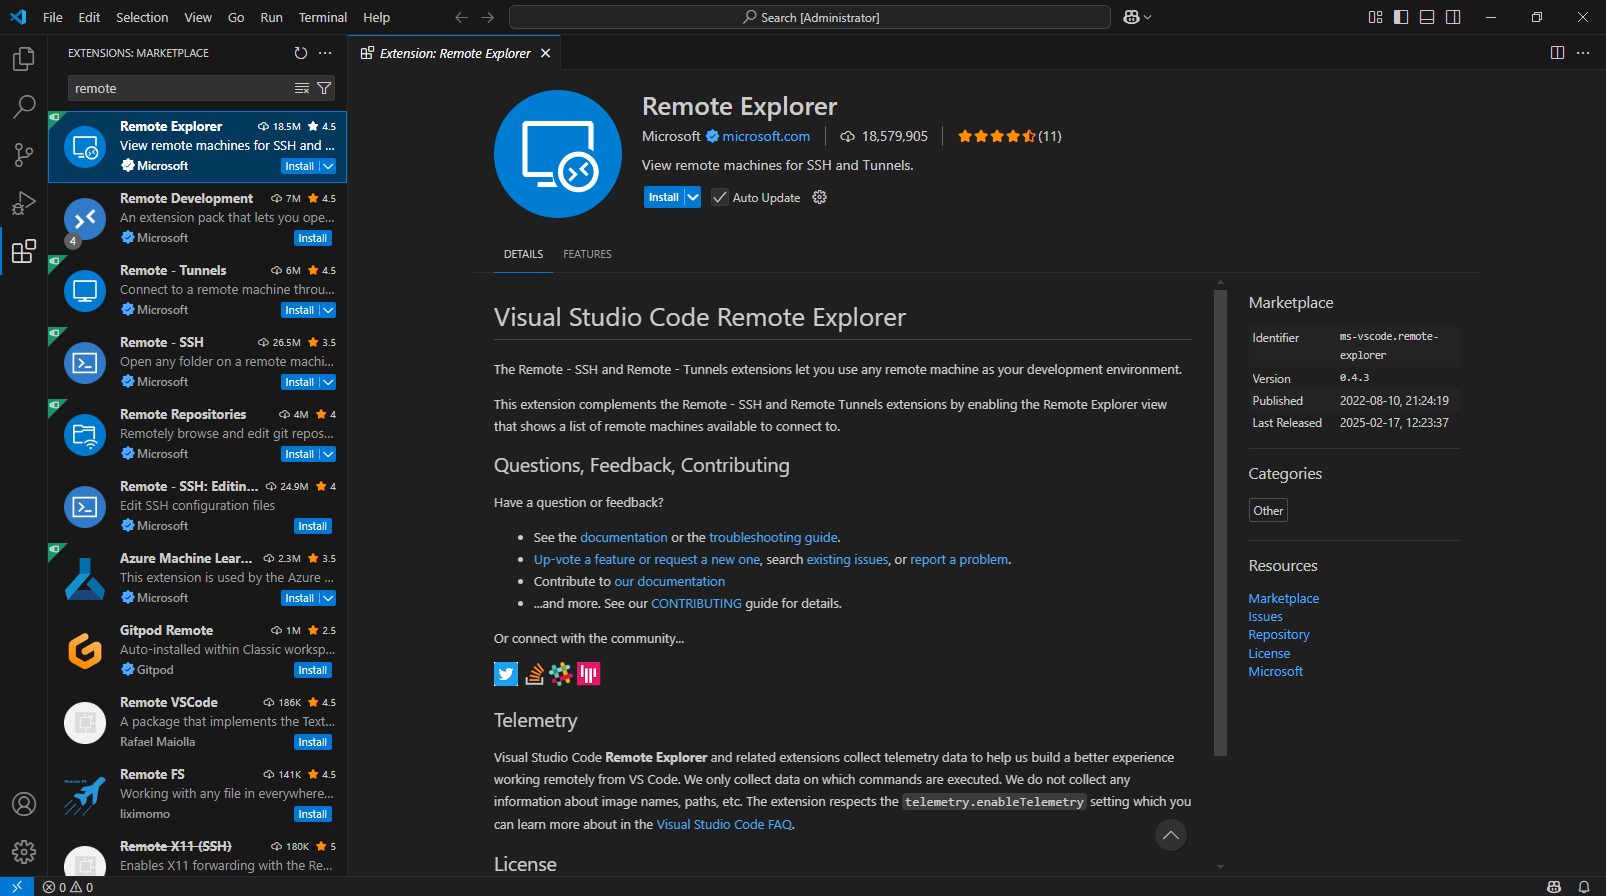 File Edit Selection View Go Run Terminal Help
Search [Administrator]
EXTENSIONS: MARKETPLACE
remote
Remote Explorer 18.5M 4.5
View remote machines for SSH and ...
Microsoft Install
Remote Development 7M 4.5
An extension pack that lets you ope...
4
Microsoft Install
Remote - Tunnels 6M 4.5
Connect to a remote machine throu...
Microsoft Install
Remote - SSH 26.5M 3.5
Open any folder on a remote machi...
Microsoft Install
Remote Repositories 4M 4
Remotely browse and edit git repos...
Microsoft Install
Remote - SSH: Editin... 24.9M 4
Edit SSH configuration files
Microsoft Install
Azure Machine Lear... 2.3M 3.5
This extension is used by the Azure ...
Microsoft Install
Gitpod Remote 1M 2.5
Auto-installed within Classic worksp...
Gitpod Install
Remote VSCode 186K 4.5
A package that implements the Text...
Rafael Maiolla Install
Remote FS 141K 4.5
Working with any file in everywhere...
liximomo Install
Remote X11 (SSH) 180K 5
Enables X11 forwarding with the Re...
Extension: Remote Explorer
Remote Explorer
Microsoft microsoft.com 18,579,905 (11)
View remote machines for SSH and Tunnels.
Install Auto Update
DETAILS FEATURES
Visual Studio Code Remote Explorer
The Remote - SSH and Remote - Tunnels extensions let you use any remote machine as your development environment.
This extension complements the Remote - SSH and Remote Tunnels extensions by enabling the Remote Explorer view
that shows a list of remote machines available to connect to.
Questions, Feedback, Contributing
Have a question or feedback?
• See the documentation or the troubleshooting guide.
• Up-vote a feature or request a new one, search existing issues, or report a problem.
• Contribute to our documentation
• ...and more. See our CONTRIBUTING guide for details.
Or connect with the community...
Telemetry
Visual Studio Code Remote Explorer and related extensions collect telemetry data to help us build a better experience
working remotely from VS Code. We only collect data on which commands are executed. We do not collect any
information about image names, paths, etc. The extension respects the telemetry.enableTelemetry setting which you
can learn more about in the Visual Studio Code FAQ.
License
Marketplace
Identifier ms-vscode.remote-
explorer
Version 0.4.3
Published 2022-08-10, 21:24:19
Last Released 2025-02-17, 12:23:37
Categories
Other
Resources
Marketplace
Issues
Repository
License
Microsoft
0 0